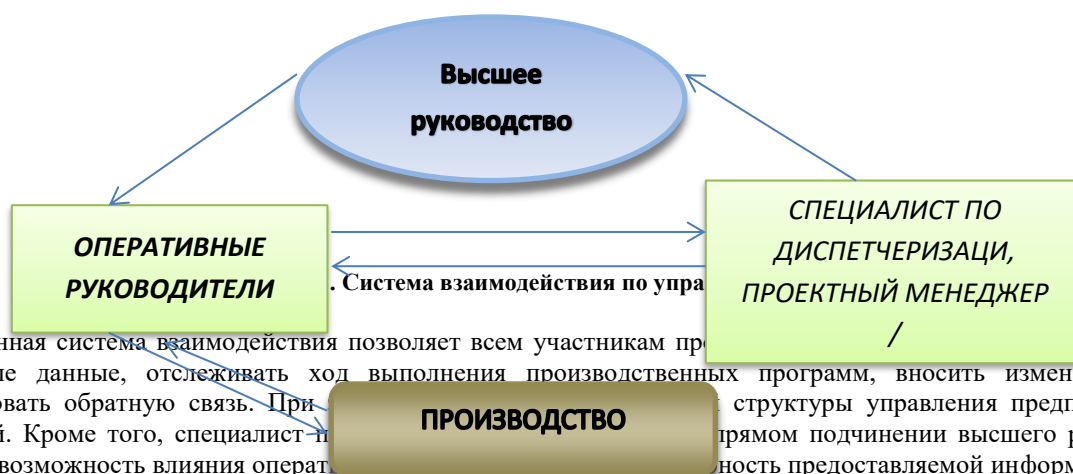 Высшее
руководство
СПЕЦИАЛИСТ ПО
ДИСПЕТЧЕРИЗАЦИ,
ПРОЕКТНЫЙ МЕНЕДЖЕР
/
ОПЕРАТИВНЫЕ
РУКОВОДИТЕЛИ
. Система взаимодействия по упра
нная система взаимодействия позволяет всем участникам пр
данные, отслеживать ход выполнения производственных программ, вносить измен
овать обратную связь. При структуры управления предп
й. Кроме того, специалист прямом подчинении высшего р
возможность влияния операт ность предоставляемой информ
ПРОИЗВОДСТВО